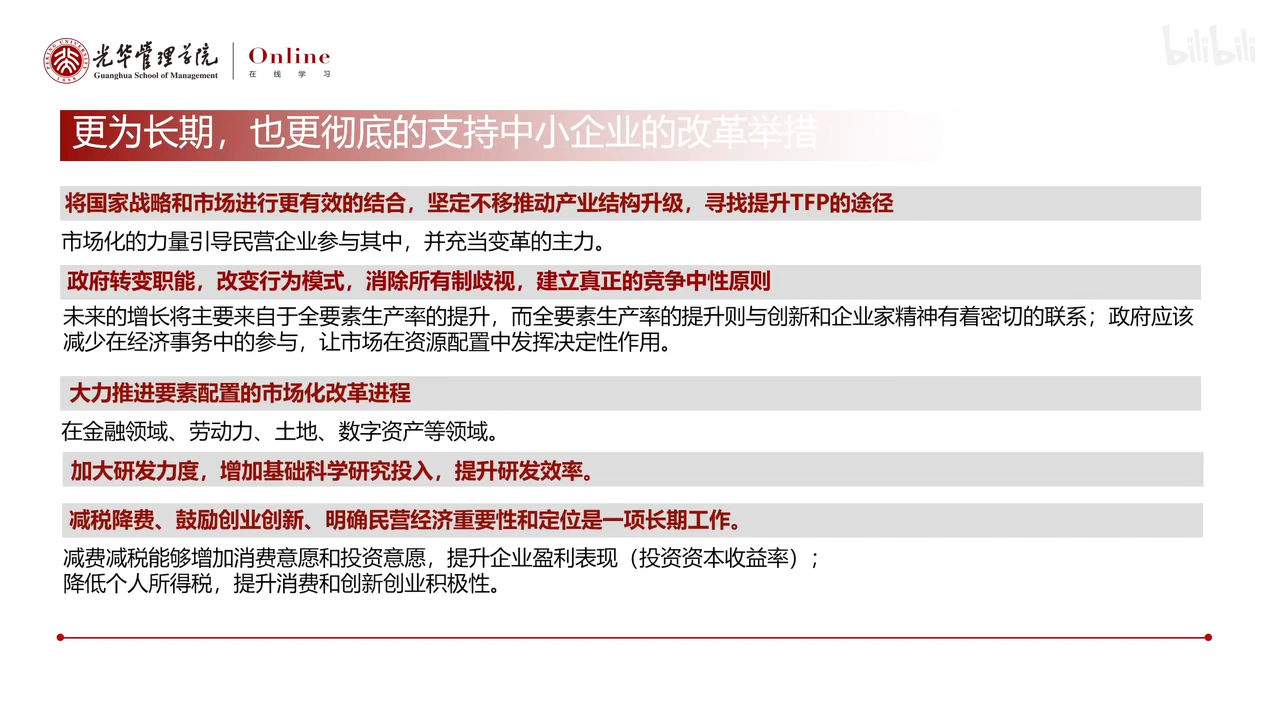 光华管理学院
Guanghua School of Management
Online
在线学习
bilibili
PEKING UNIVERSITY
1898
更为长期，也更彻底的支持中小企业的改革举措
将国家战略和市场进行更有效的结合，坚定不移推动产业结构升级，寻找提升TFP的途径
市场化的力量引导民营企业参与其中，并充当变革的主力。
政府转变职能，改变行为模式，消除所有制歧视，建立真正的竞争中性原则
未来的增长将主要来自于全要素生产率的提升，而全要素生产率的提升则与创新和企业家精神有着密切的联系；政府应该
减少在经济事务中的参与，让市场在资源配置中发挥决定性作用。
大力推进要素配置的市场化改革进程
在金融领域、劳动力、土地、数字资产等领域。
加大研发力度，增加基础科学研究投入，提升研发效率。
减税降费、鼓励创业创新、明确民营经济重要性和定位是一项长期工作。
减费减税能够增加消费意愿和投资意愿，提升企业盈利表现（投资资本收益率）；
降低个人所得税，提升消费和创新创业积极性。